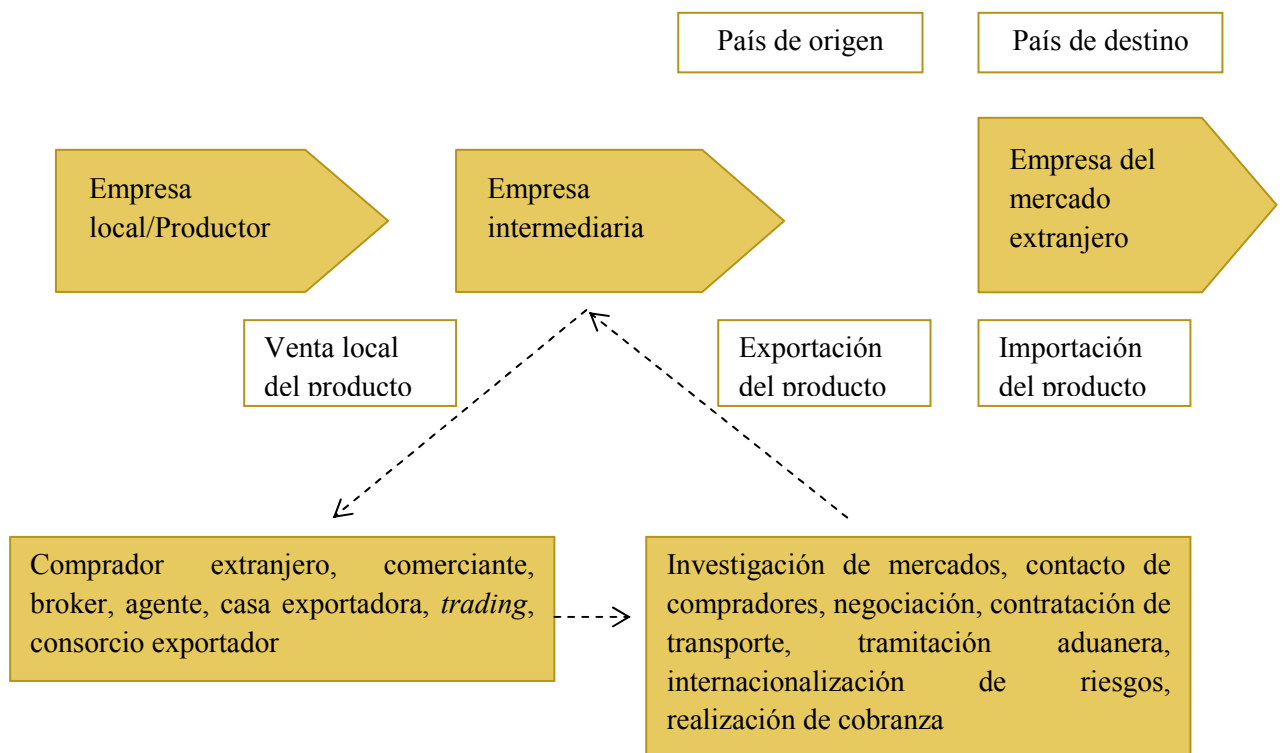 País de origen
País de destino
Empresa
local/Productor
Empresa
intermediaria
Empresa del
mercado
extranjero
Venta local
del producto
Exportación
del producto
Importación
del producto
Comprador extranjero, comerciante,
broker, agente, casa exportadora, trading,
consorcio exportador
Investigación de mercados, contacto de
compradores, negociación, contratación de
transporte, tramitación aduanera,
internacionalización de riesgos,
realización de cobranza